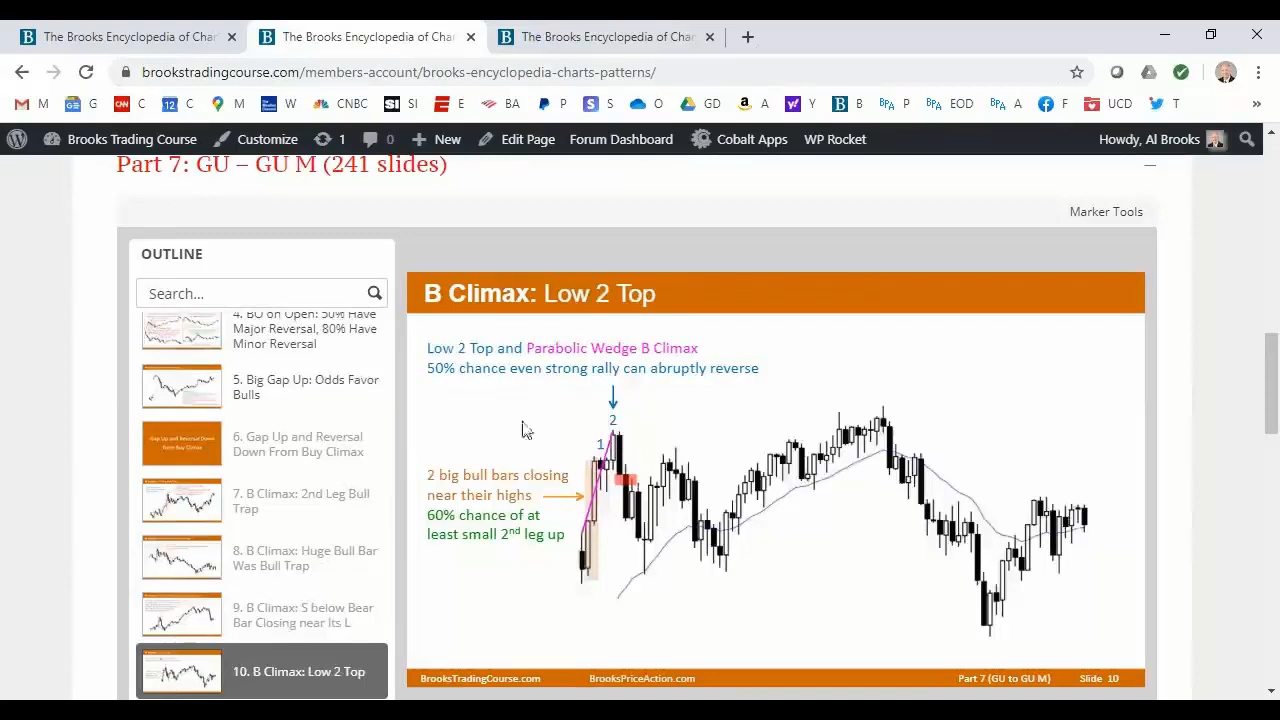 The Brooks Encyclopedia of Char
The Brooks Encyclopedia of Char
The Brooks Encyclopedia of Char
brookstradingcourse.com/members-account/brooks-encyclopedia-charts-patterns/
M G C C M W CNBC SI E BA P S O GD A Y B P EOD A F UCD T
Brooks Trading Course Customize 1 0 New Edit Page Forum Dashboard Cobalt Apps WP Rocket Howdy, Al Brooks
Part 7: GU – GU M (241 slides)
Marker Tools
OUTLINE
Search...
4. BO on Open: 50% Have
Major Reversal, 80% Have
Minor Reversal
5. Big Gap Up: Odds Favor
Bulls
Gap Up and Reversal Down
From Buy Climax
6. Gap Up and Reversal
Down From Buy Climax
7. B Climax: 2nd Leg Bull
Trap
8. B Climax: Huge Bull Bar
Was Bull Trap
9. B Climax: S below Bear
Bar Closing near Its L
10. B Climax: Low 2 Top
B Climax: Low 2 Top
Low 2 Top and Parabolic Wedge B Climax
50% chance even strong rally can abruptly reverse
2
1
2 big bull bars closing
near their highs
60% chance of at
least small 2nd leg up
BrooksTradingCourse.com BrooksPriceAction.com Part 7 (GU to GU M) Slide 10